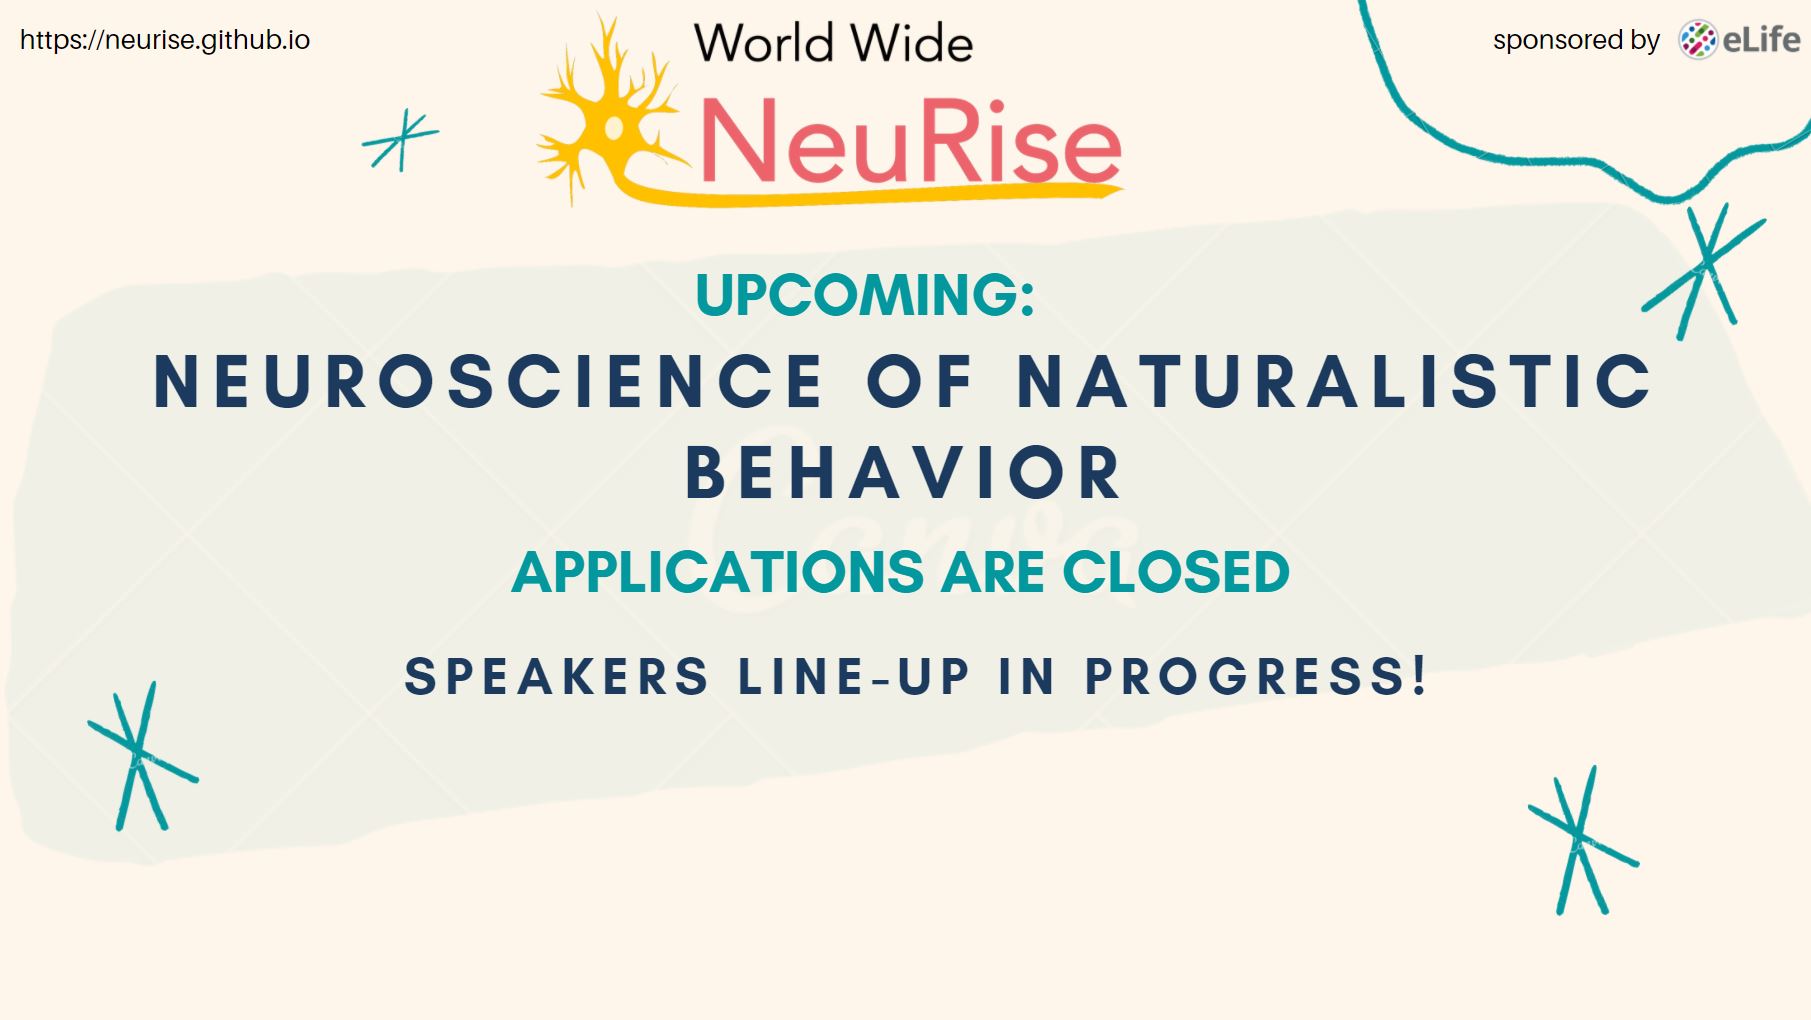 https://neurise.github.io
World Wide
NeuRise
sponsored by eLife
UPCOMING:
NEUROSCIENCE OF NATURALISTIC
BEHAVIOR
Canva
APPLICATIONS ARE CLOSED
SPEAKERS LINE-UP IN PROGRESS!